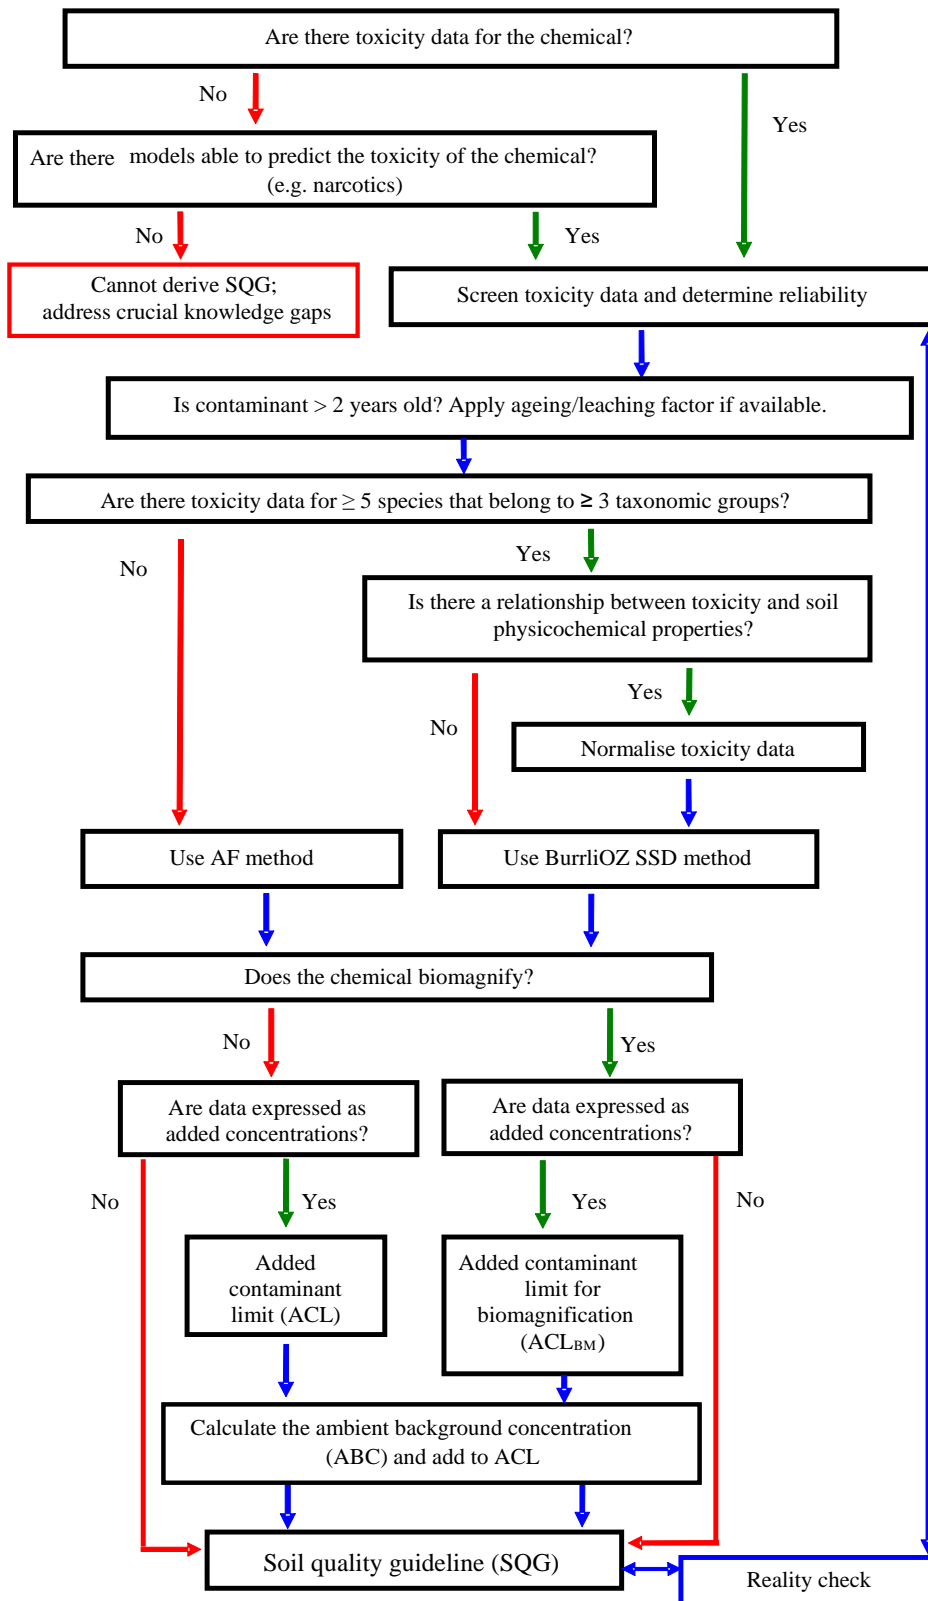 Are there toxicity data for the chemical?
No
Yes
Are there models able to predict the toxicity of the chemical?
(e.g. narcotics)
No
Yes
Cannot derive SQG;
address crucial knowledge gaps
Screen toxicity data and determine reliability
Is contaminant > 2 years old? Apply ageing/leaching factor if available.
Are there toxicity data for ≥ 5 species that belong to ≥ 3 taxonomic groups?
No
Yes
Is there a relationship between toxicity and soil
physicochemical properties?
Yes
No
Normalise toxicity data
Use AF method
Use BurrliOZ SSD method
Does the chemical biomagnify?
No
Yes
Are data expressed as
added concentrations?
Are data expressed as
added concentrations?
No
Yes
Yes
No
Added
contaminant
limit (ACL)
Added contaminant
limit for
biomagnification
(ACLBM)
Calculate the ambient background concentration
(ABC) and add to ACL
Soil quality guideline (SQG)
Reality check